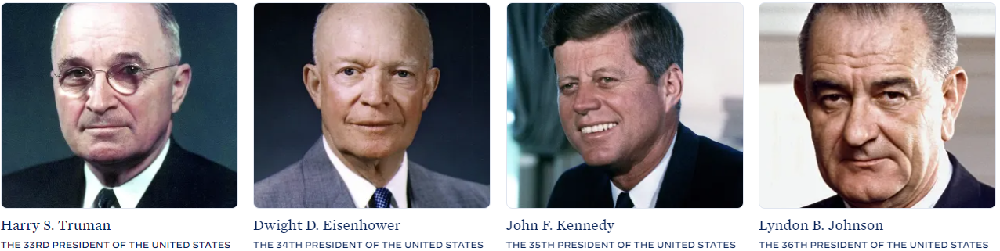 Harry S. Truman
THE 33RD PRESIDENT OF THE UNITED STATES
Dwight D. Eisenhower
THE 34TH PRESIDENT OF THE UNITED STATES
John F. Kennedy
THE 35TH PRESIDENT OF THE UNITED STATES
Lyndon B. Johnson
THE 36TH PRESIDENT OF THE UNITED STATES